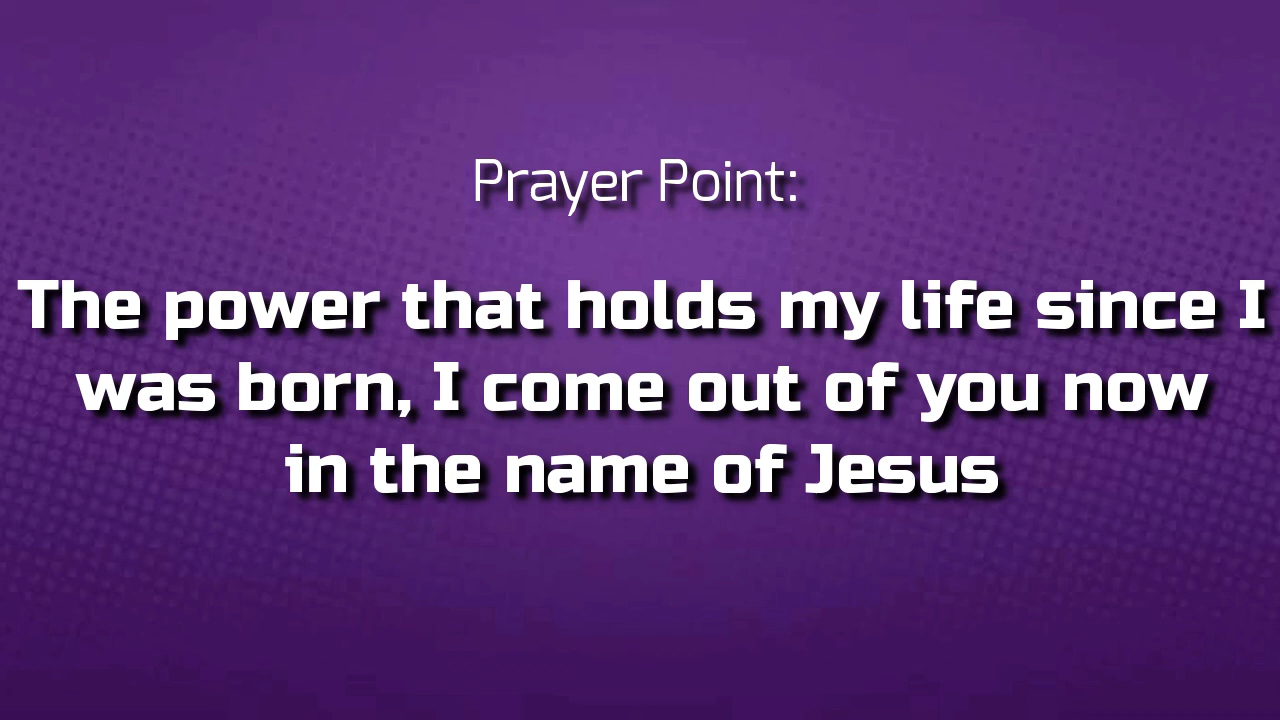 Prayer Point:
The power that holds my life since I
was born, I come out of you now
in the name of Jesus